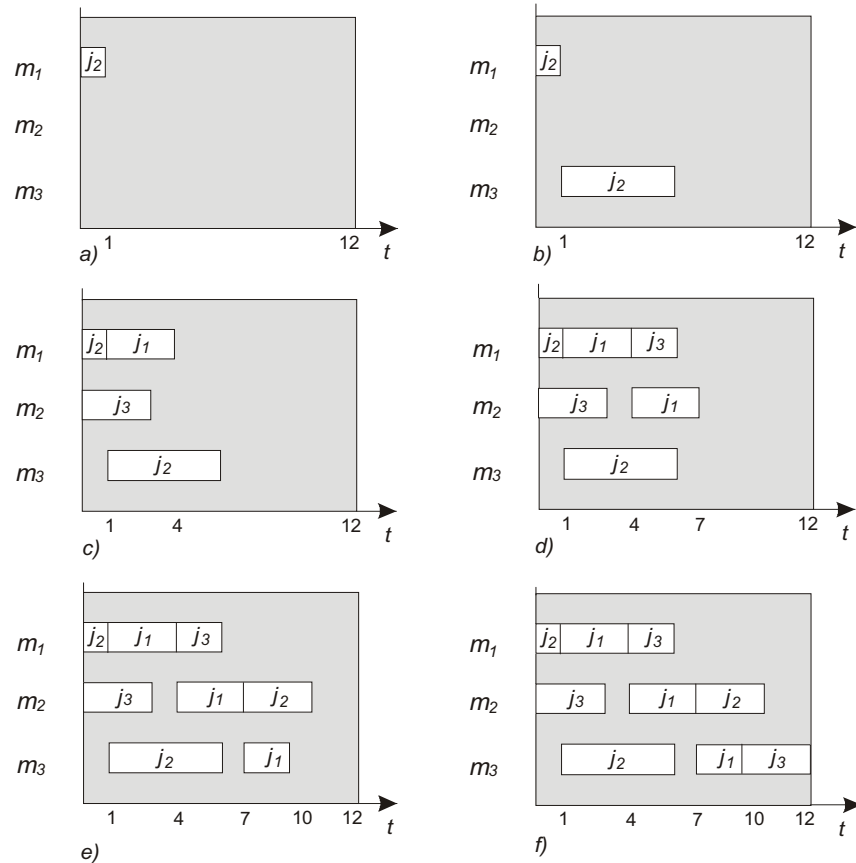 m₁ j₂
m₂
m₃
1 12
a) t
m₁ j₂
m₂
m₃ j₂
1 12
b) t
m₁ j₂ j₁
m₂ j₃
m₃ j₂
1 4 12
c) t
m₁ j₂ j₁ j₃
m₂ j₃ j₁
m₃ j₂
1 4 7 12
d) t
m₁ j₂ j₁ j₃
m₂ j₃ j₁ j₂
m₃ j₂ j₁
1 4 7 10 12
e) t
m₁ j₂ j₁ j₃
m₂ j₃ j₁ j₂
m₃ j₂ j₁ j₃
1 4 7 10 12
f) t